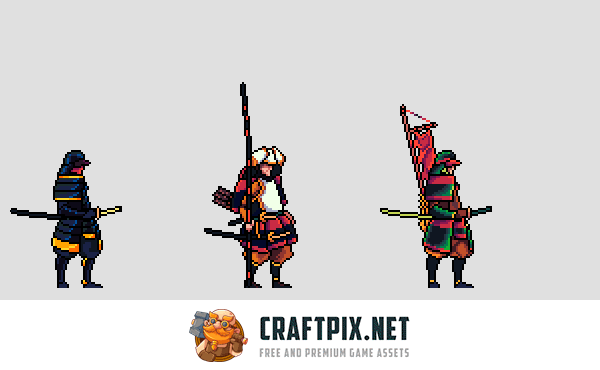 CRAFTPIX.NET
FREE AND PREMIUM GAME ASSETS